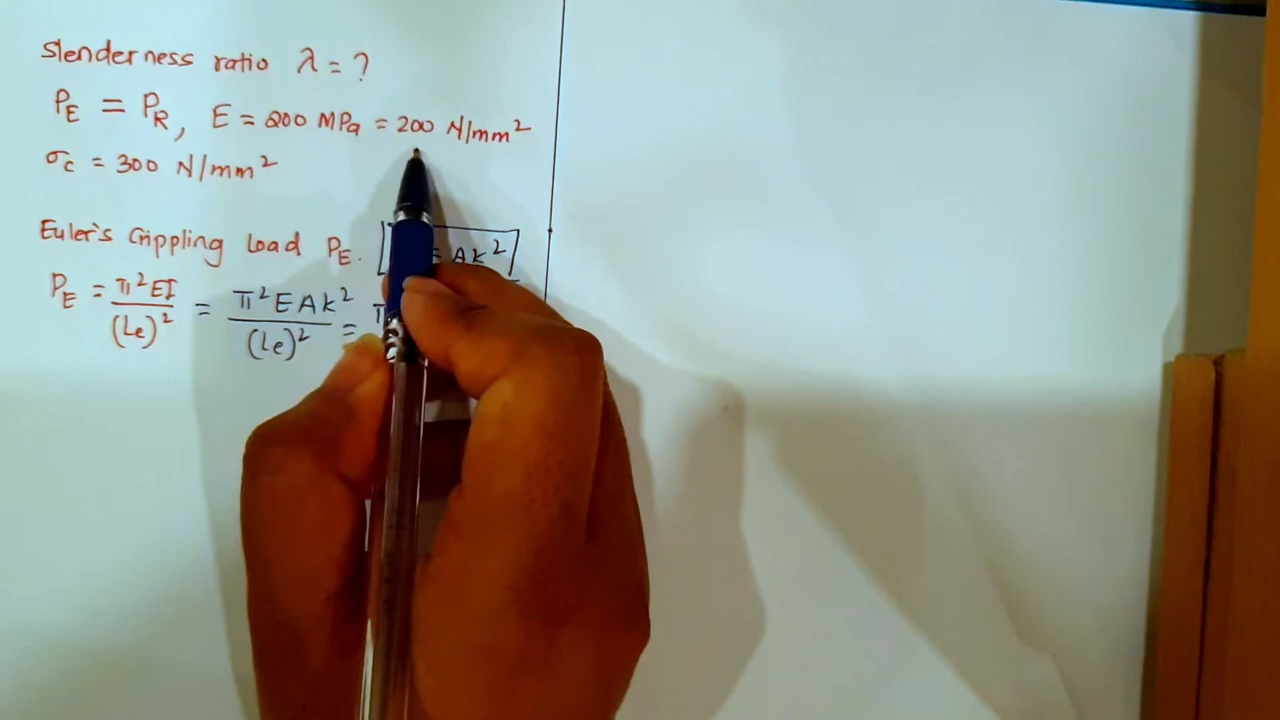 Slenderness ratio λ = ?
P_E = P_R, E = 200 MPa = 200 N/mm²
σ_c = 300 N/mm²
Euler's Crippling Load P_E. = Ak²
P_E = π²EI/(Le)² = π²EAk²/(Le)² =